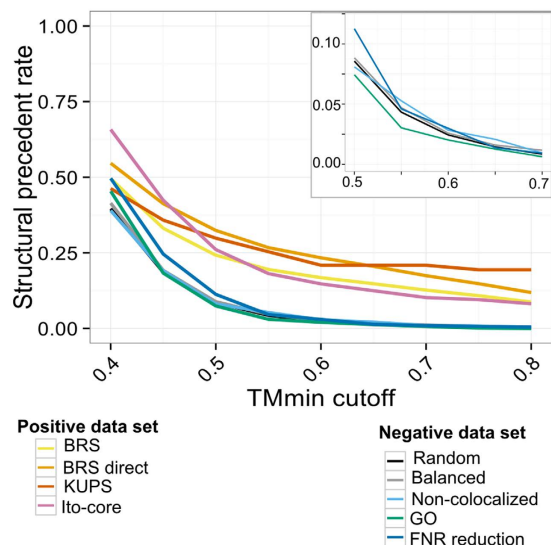 1.00
0.75
0.50
0.25
0.00
Structural precedent rate
0.10
0.05
0.00
0.5
0.6
0.7
0.4
0.5
0.6
0.7
0.8
TMmin cutoff
Positive data set
BRS
BRS direct
KUPS
Ito-core
Negative data set
Random
Balanced
Non-colocalized
GO
FNR reduction